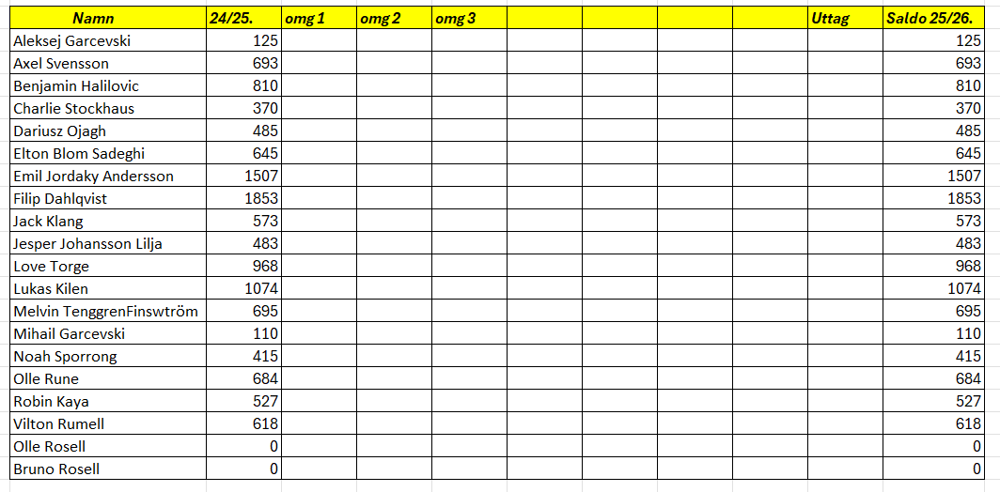 Namn 24/25. omg 1 omg 2 omg 3 Uttag Saldo 25/26.
Aleksej Garcevski 125 125
Axel Svensson 693 693
Benjamin Halilovic 810 810
Charlie Stockhaus 370 370
Dariusz Ojagh 485 485
Elton Blom Sadeghi 645 645
Emil Jordaky Andersson 1507 1507
Filip Dahlqvist 1853 1853
Jack Klang 573 573
Jesper Johansson Lilja 483 483
Love Torge 968 968
Lukas Kilen 1074 1074
Melvin TenggrenFinswtröm 695 695
Mihail Garcevski 110 110
Noah Sporrong 415 415
Olle Rune 684 684
Robin Kaya 527 527
Vilton Rumell 618 618
Olle Rosell 0 0
Bruno Rosell 0 0